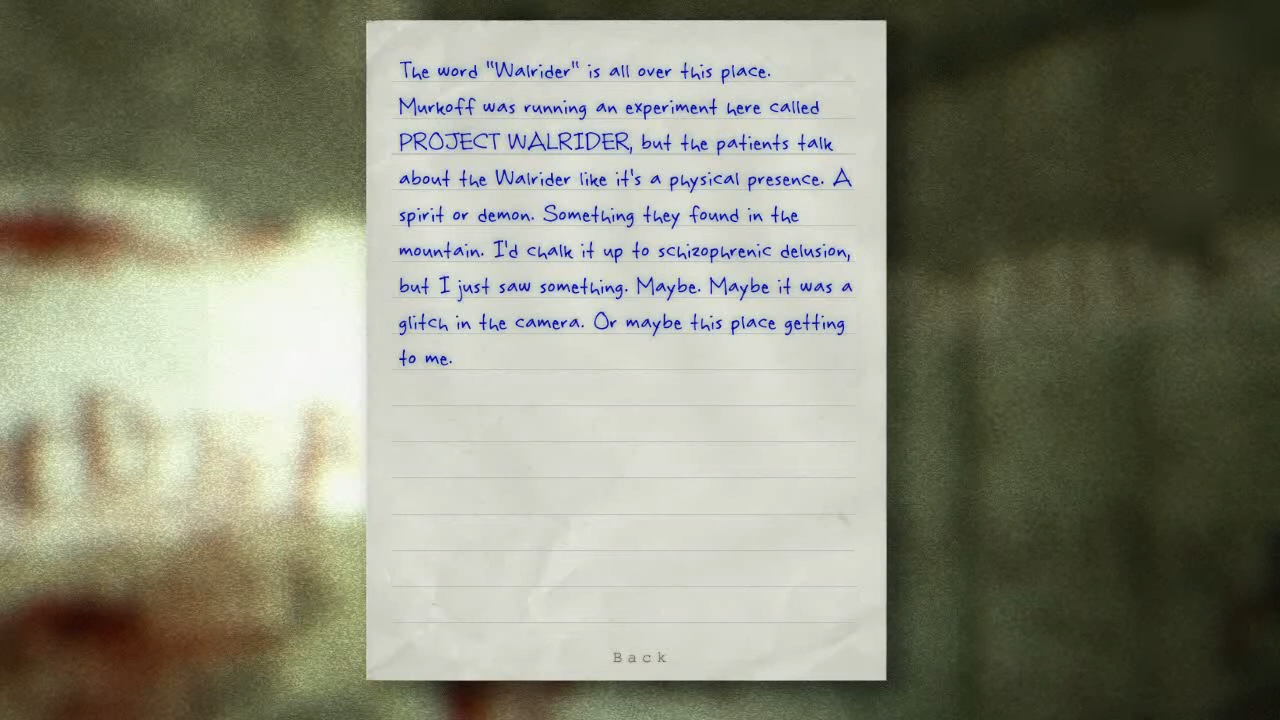 The word "Walrider" is all over this place.
Murkoff was running an experiment here called
PROJECT WALRIDER, but the patients talk
about the Walrider like it's a physical presence. A
spirit or demon. Something they found in the
mountain. I'd chalk it up to schizophrenic delusion,
but I just saw something. Maybe. Maybe it was a
glitch in the camera. Or maybe this place getting
to me.
Back